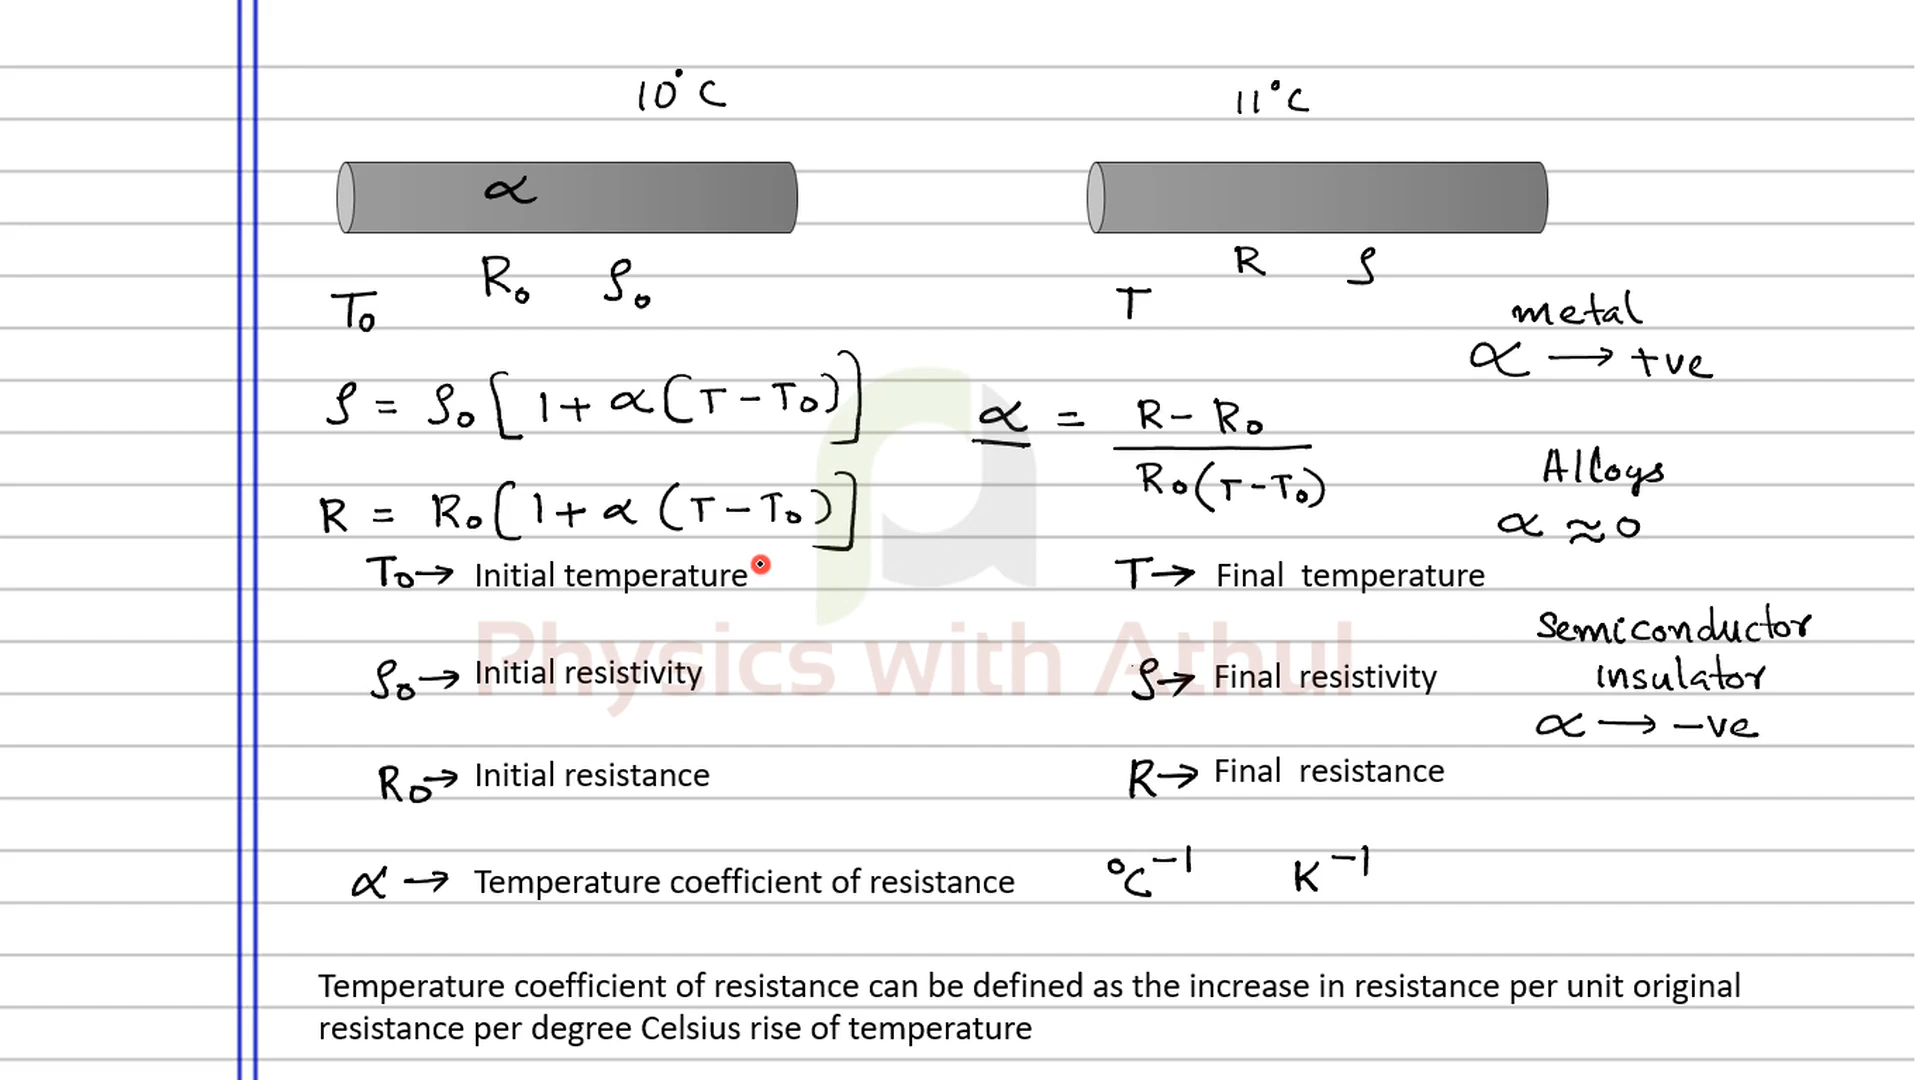 10°C
11°C
α
R₀ ρ₀
T₀
R ρ
T
metal
α → +ve
ρ = ρ₀[1 + α(T - T₀)]
α = R - R₀ / R₀(T - T₀)
Alloys
α ≈ 0
R = R₀[1 + α(T - T₀)]
T₀ → Initial temperature
T → Final temperature
Semiconductor
insulator
α → -ve
Physics with Athul
ρ₀ → Initial resistivity
ρ → Final resistivity
R₀ → Initial resistance
R → Final resistance
α → Temperature coefficient of resistance
°C⁻¹ K⁻¹
Temperature coefficient of resistance can be defined as the increase in resistance per unit original
resistance per degree Celsius rise of temperature